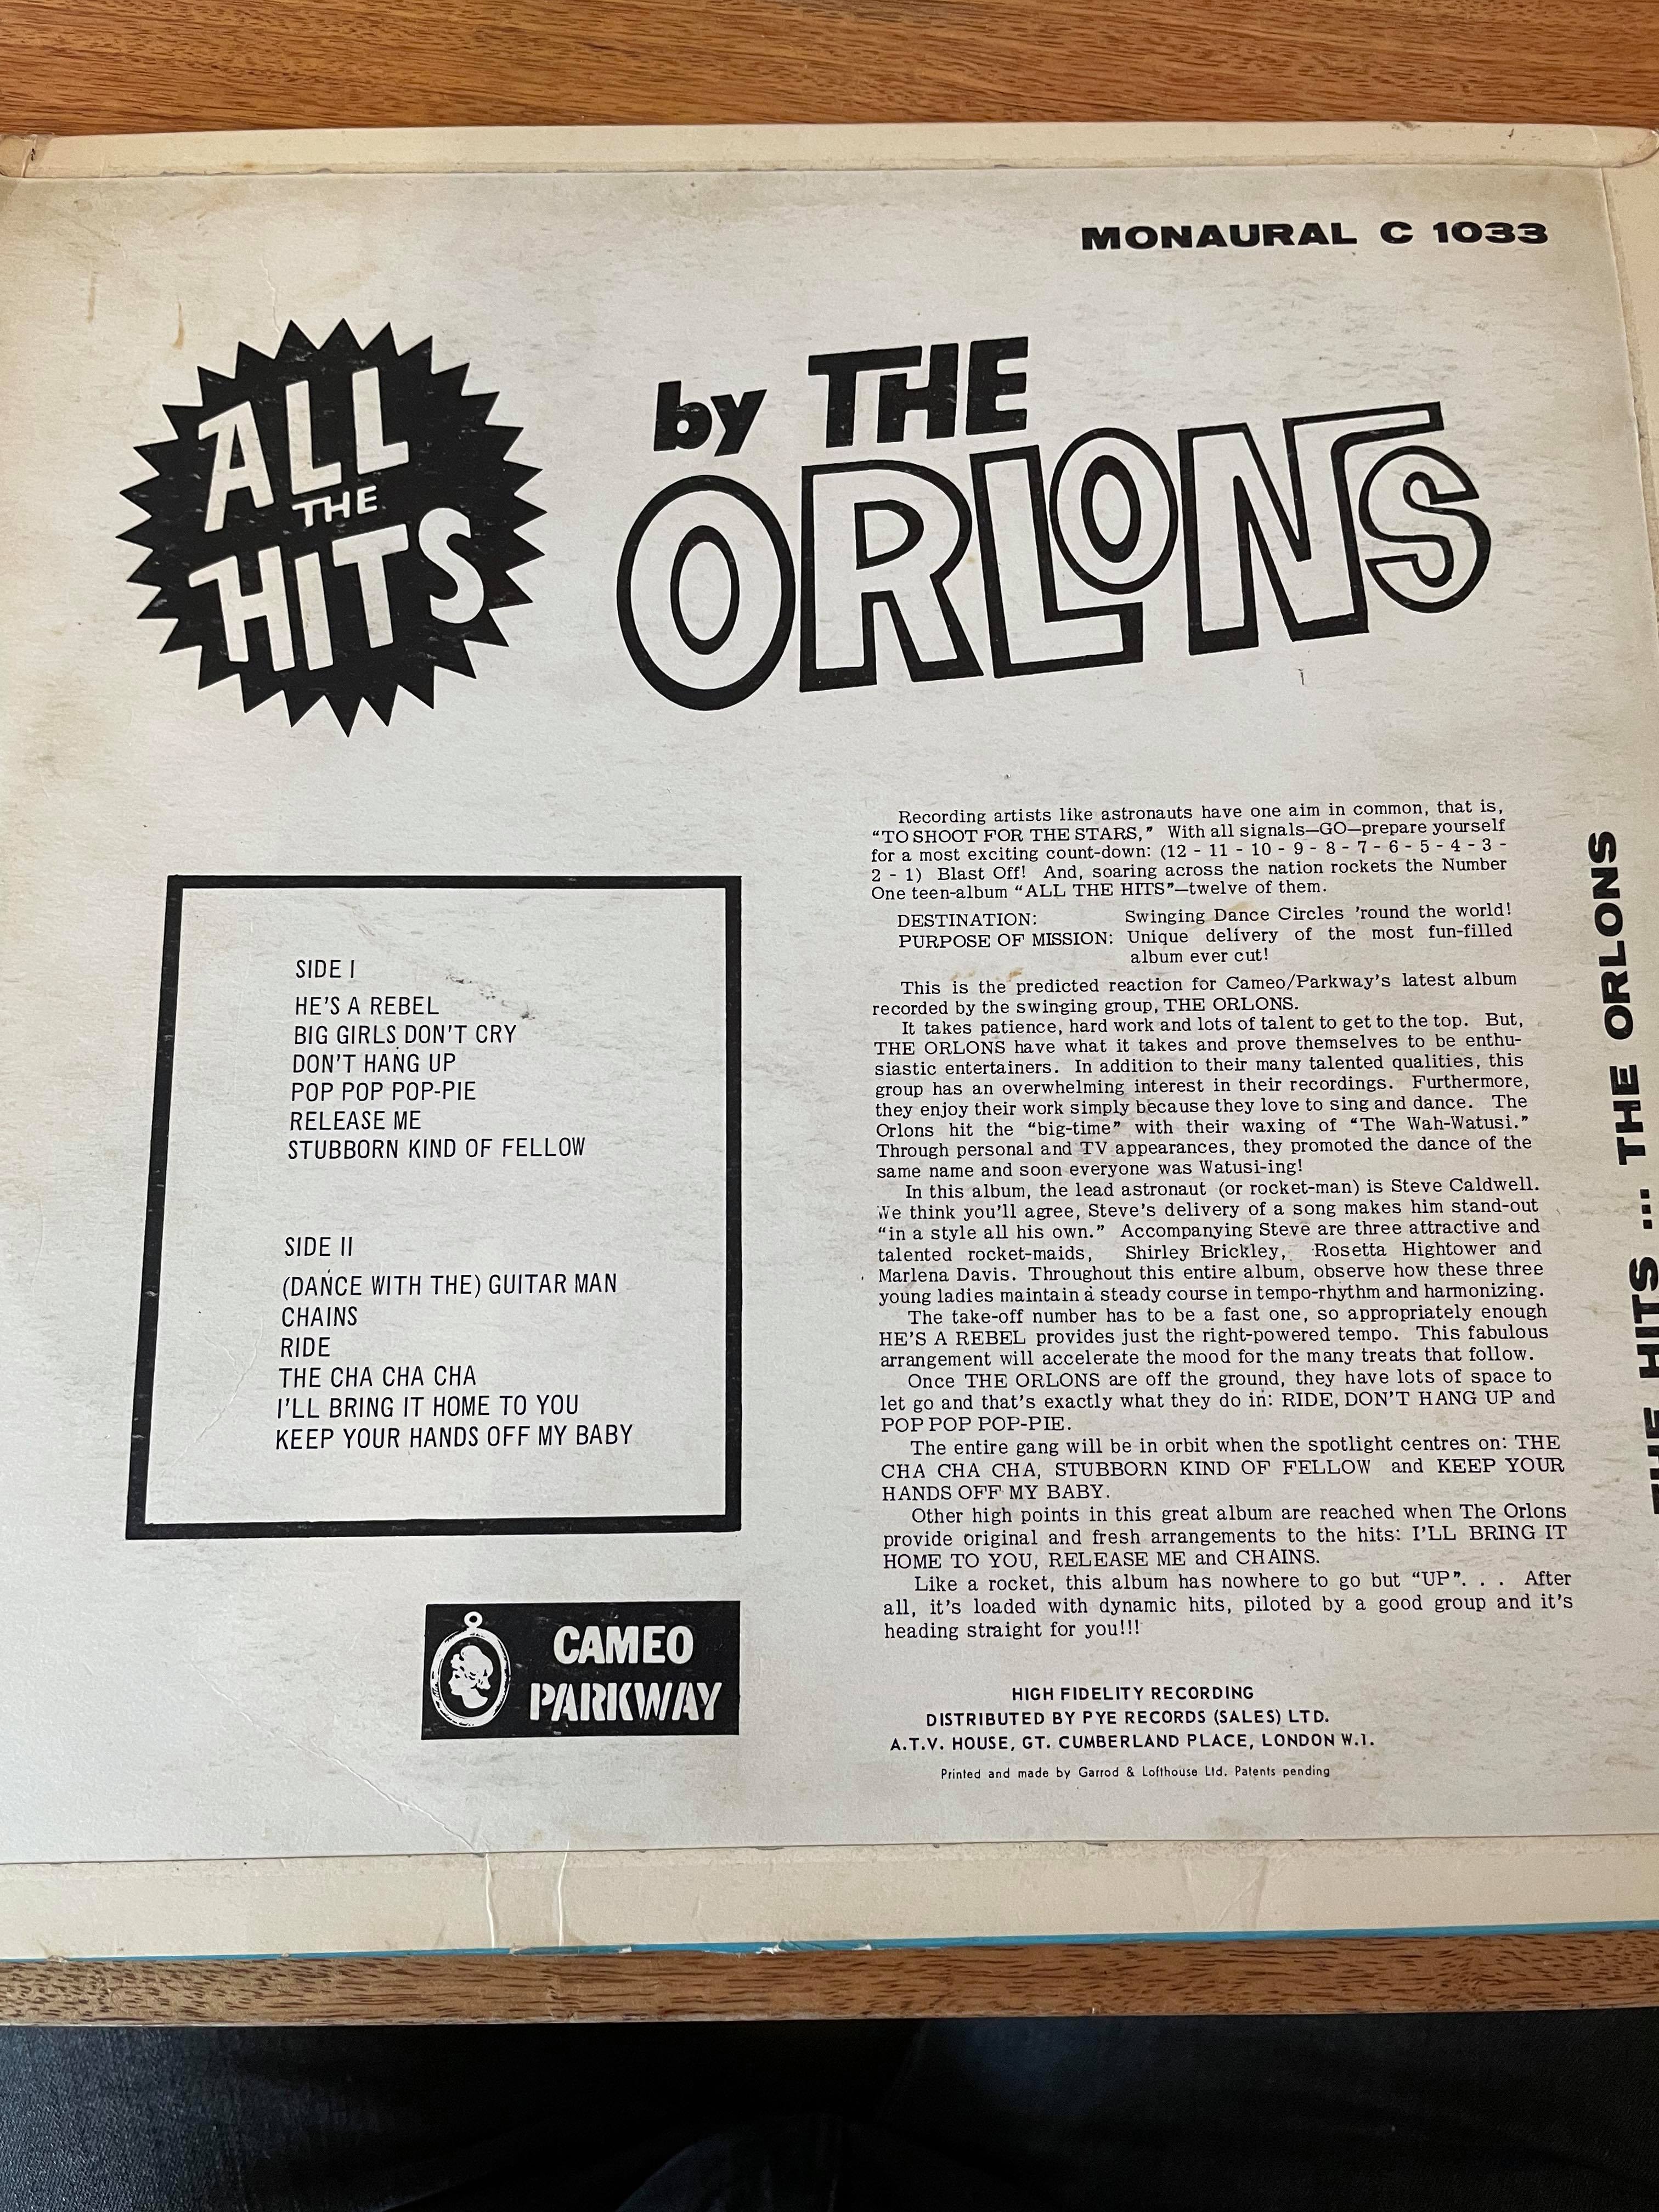 MONAURAL C 1033
ALL
THE
HITS
by THE
ORLONS
SIDE I
HE'S A REBEL
BIG GIRLS DON'T CRY
DON'T HANG UP
POP POP POP-PIE
RELEASE ME
STUBBORN KIND OF FELLOW
SIDE II
(DANCE WITH THE) GUITAR MAN
CHAINS
RIDE
THE CHA CHA CHA
I'LL BRING IT HOME TO YOU
KEEP YOUR HANDS OFF MY BABY
CAMEO
PARKWAY
Recording artists like astronauts have one aim in common, that is,
“TO SHOOT FOR THE STARS,” With all signals—GO—prepare yourself
for a most exciting count-down: (12 - 11 - 10 - 9 - 8 - 7 - 6 - 5 - 4 - 3 -
2 - 1) Blast Off! And, soaring across the nation rockets the Number
One teen-album “ALL THE HITS”—twelve of them.
DESTINATION: Swinging Dance Circles 'round the world!
PURPOSE OF MISSION: Unique delivery of the most fun-filled
album ever cut!
This is the predicted reaction for Cameo/Parkway's latest album
recorded by the swinging group, THE ORLONS.
It takes patience, hard work and lots of talent to get to the top. But,
THE ORLONS have what it takes and prove themselves to be enthu-
siastic entertainers. In addition to their many talented qualities, this
group has an overwhelming interest in their recordings. Furthermore,
they enjoy their work simply because they love to sing and dance. The
Orlons hit the “big-time” with their waxing of “The Wah-Watusi.”
Through personal and TV appearances, they promoted the dance of the
same name and soon everyone was Watusi-ing!
In this album, the lead astronaut (or rocket-man) is Steve Caldwell.
We think you'll agree, Steve's delivery of a song makes him stand-out
“in a style all his own.” Accompanying Steve are three attractive and
talented rocket-maids, Shirley Brickley, Rosetta Hightower and
Marlena Davis. Throughout this entire album, observe how these three
young ladies maintain a steady course in tempo-rhythm and harmonizing.
The take-off number has to be a fast one, so appropriately enough
HE'S A REBEL provides just the right-powered tempo. This fabulous
arrangement will accelerate the mood for the many treats that follow.
Once THE ORLONS are off the ground, they have lots of space to
let go and that's exactly what they do in: RIDE, DON'T HANG UP and
POP POP POP-PIE.
The entire gang will be in orbit when the spotlight centres on: THE
CHA CHA CHA, STUBBORN KIND OF FELLOW and KEEP YOUR
HANDS OFF MY BABY.
Other high points in this great album are reached when The Orlons
provide original and fresh arrangements to the hits: I'LL BRING IT
HOME TO YOU, RELEASE ME and CHAINS.
Like a rocket, this album has nowhere to go but “UP”. . . After
all, it's loaded with dynamic hits, piloted by a good group and it's
heading straight for you!!!
HIGH FIDELITY RECORDING
DISTRIBUTED BY PYE RECORDS (SALES) LTD.
A.T.V. HOUSE, GT. CUMBERLAND PLACE, LONDON W.1.
Printed and made by Garrod & Lofthouse Ltd. Patents pending
THE HITS ... THE ORLONS